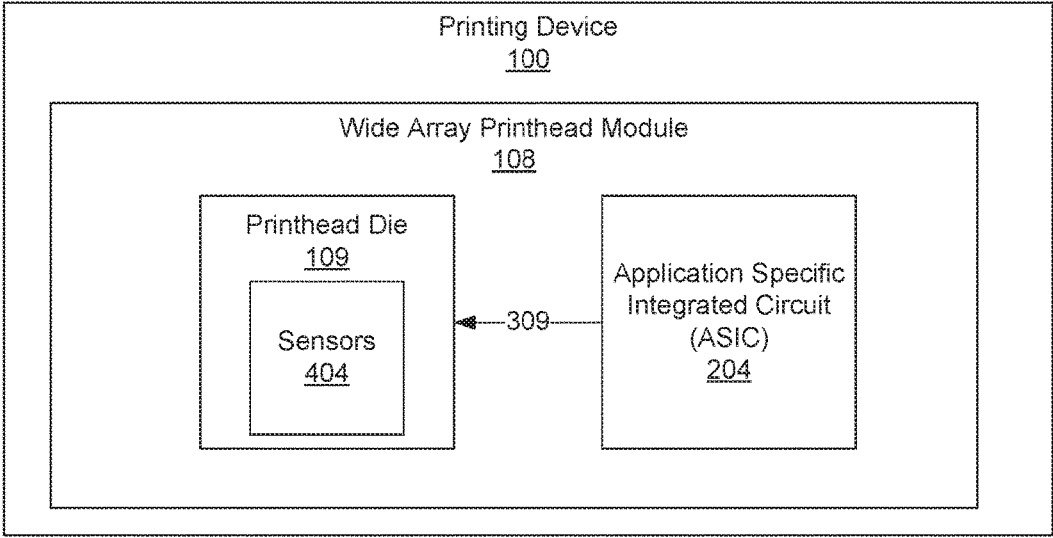 Printing Device
100
Wide Array Printhead Module
108
Printhead Die
109
Sensors
404
309
Application Specific
Integrated Circuit
(ASIC)
204